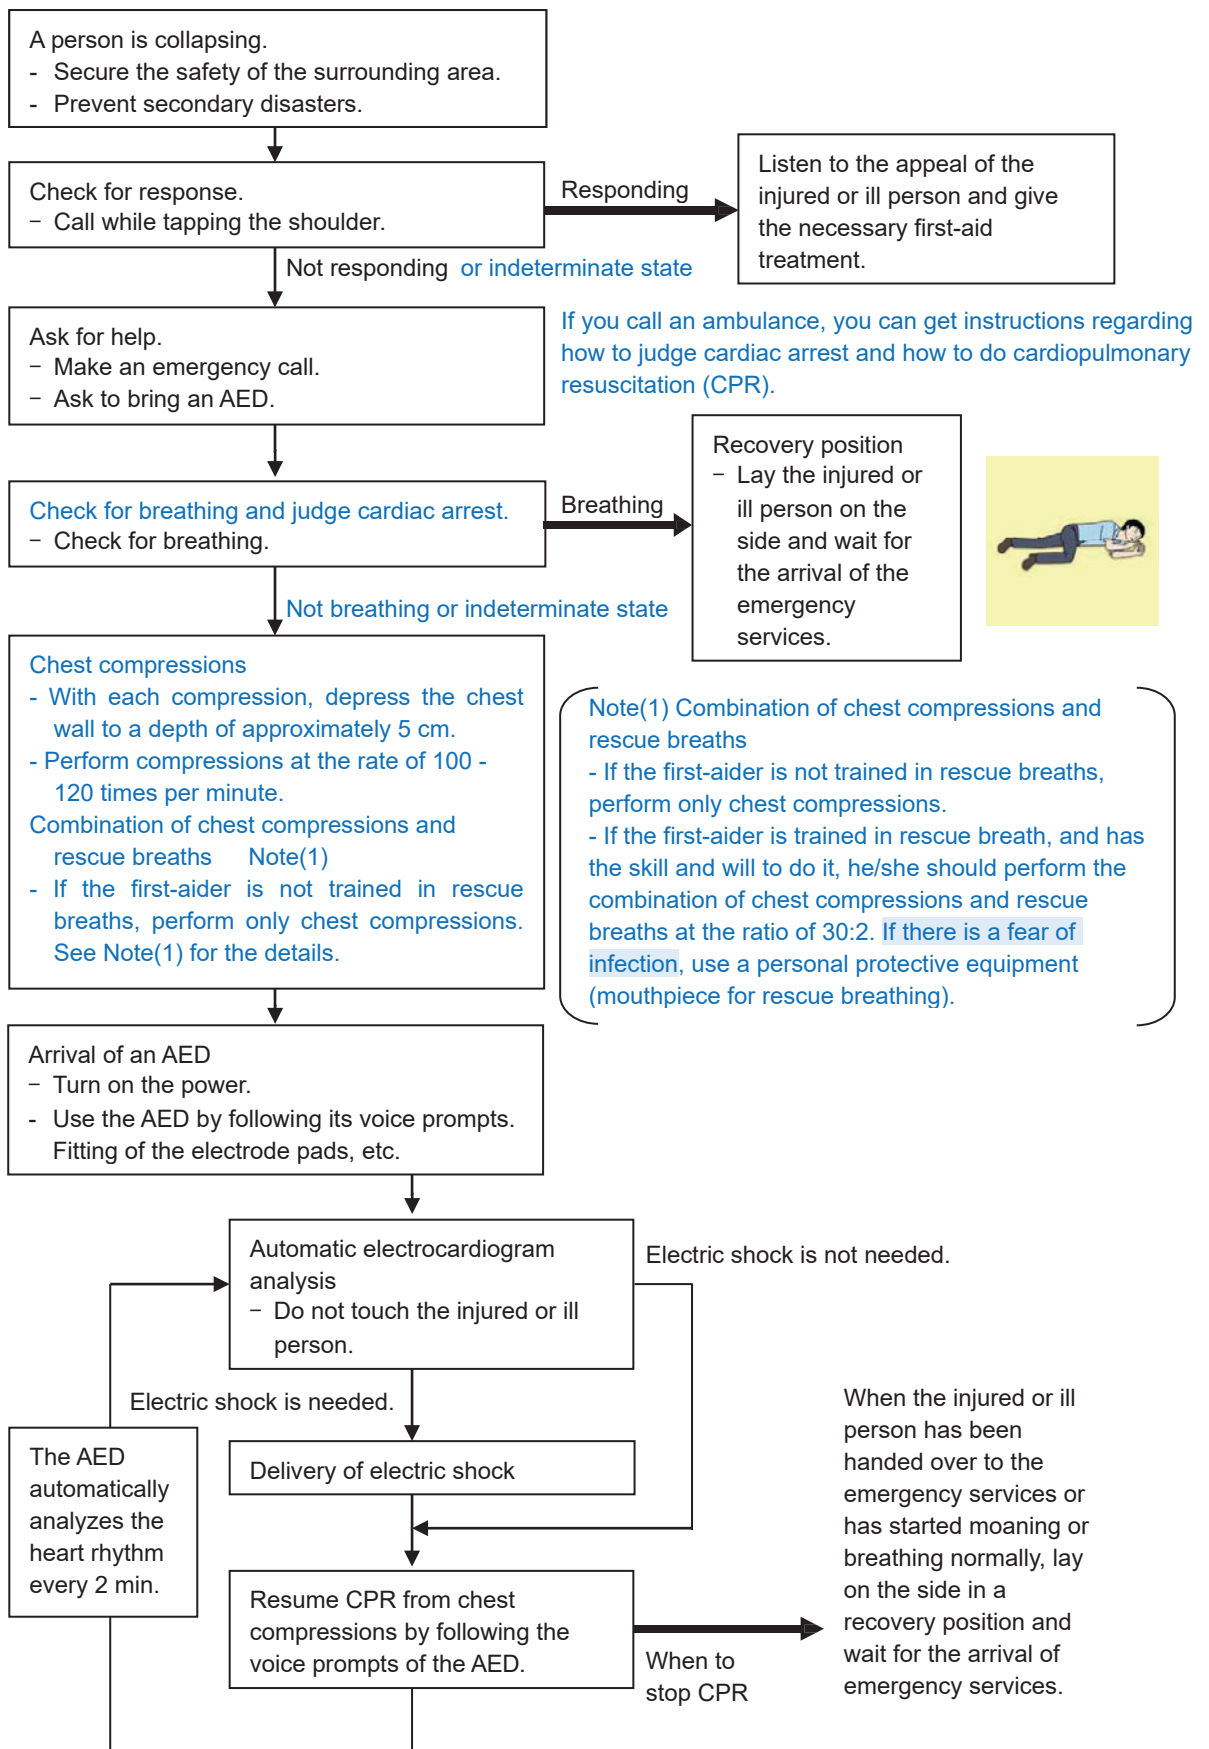 A person is collapsing.
- Secure the safety of the surrounding area.
- Prevent secondary disasters.
Check for response.
− Call while tapping the shoulder.
Responding
Listen to the appeal of the
injured or ill person and give
the necessary first-aid
treatment.
Not responding or indeterminate state
Ask for help.
− Make an emergency call.
− Ask to bring an AED.
If you call an ambulance, you can get instructions regarding
how to judge cardiac arrest and how to do cardiopulmonary
resuscitation (CPR).
Check for breathing and judge cardiac arrest.
− Check for breathing.
Breathing
Recovery position
− Lay the injured or
ill person on the
side and wait for
the arrival of the
emergency
services.
Not breathing or indeterminate state
Chest compressions
- With each compression, depress the chest
wall to a depth of approximately 5 cm.
- Perform compressions at the rate of 100 -
120 times per minute.
Combination of chest compressions and
rescue breaths Note(1)
- If the first-aider is not trained in rescue
breaths, perform only chest compressions.
See Note(1) for the details.
Note(1) Combination of chest compressions and
rescue breaths
- If the first-aider is not trained in rescue breaths,
perform only chest compressions.
- If the first-aider is trained in rescue breath, and has
the skill and will to do it, he/she should perform the
combination of chest compressions and rescue
breaths at the ratio of 30:2. If there is a fear of
infection, use a personal protective equipment
(mouthpiece for rescue breathing).
Arrival of an AED
− Turn on the power.
- Use the AED by following its voice prompts.
Fitting of the electrode pads, etc.
Automatic electrocardiogram
analysis
− Do not touch the injured or ill
person.
Electric shock is not needed.
Electric shock is needed.
The AED
automatically
analyzes the
heart rhythm
every 2 min.
Delivery of electric shock
Resume CPR from chest
compressions by following the
voice prompts of the AED.
When to
stop CPR
When the injured or ill
person has been
handed over to the
emergency services or
has started moaning or
breathing normally, lay
on the side in a
recovery position and
wait for the arrival of
emergency services.